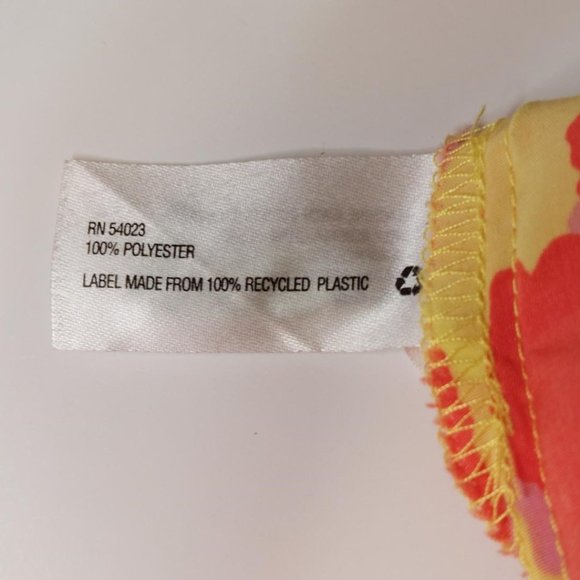 RN 54023
100% POLYESTER
LABEL MADE FROM 100% RECYCLED PLASTIC